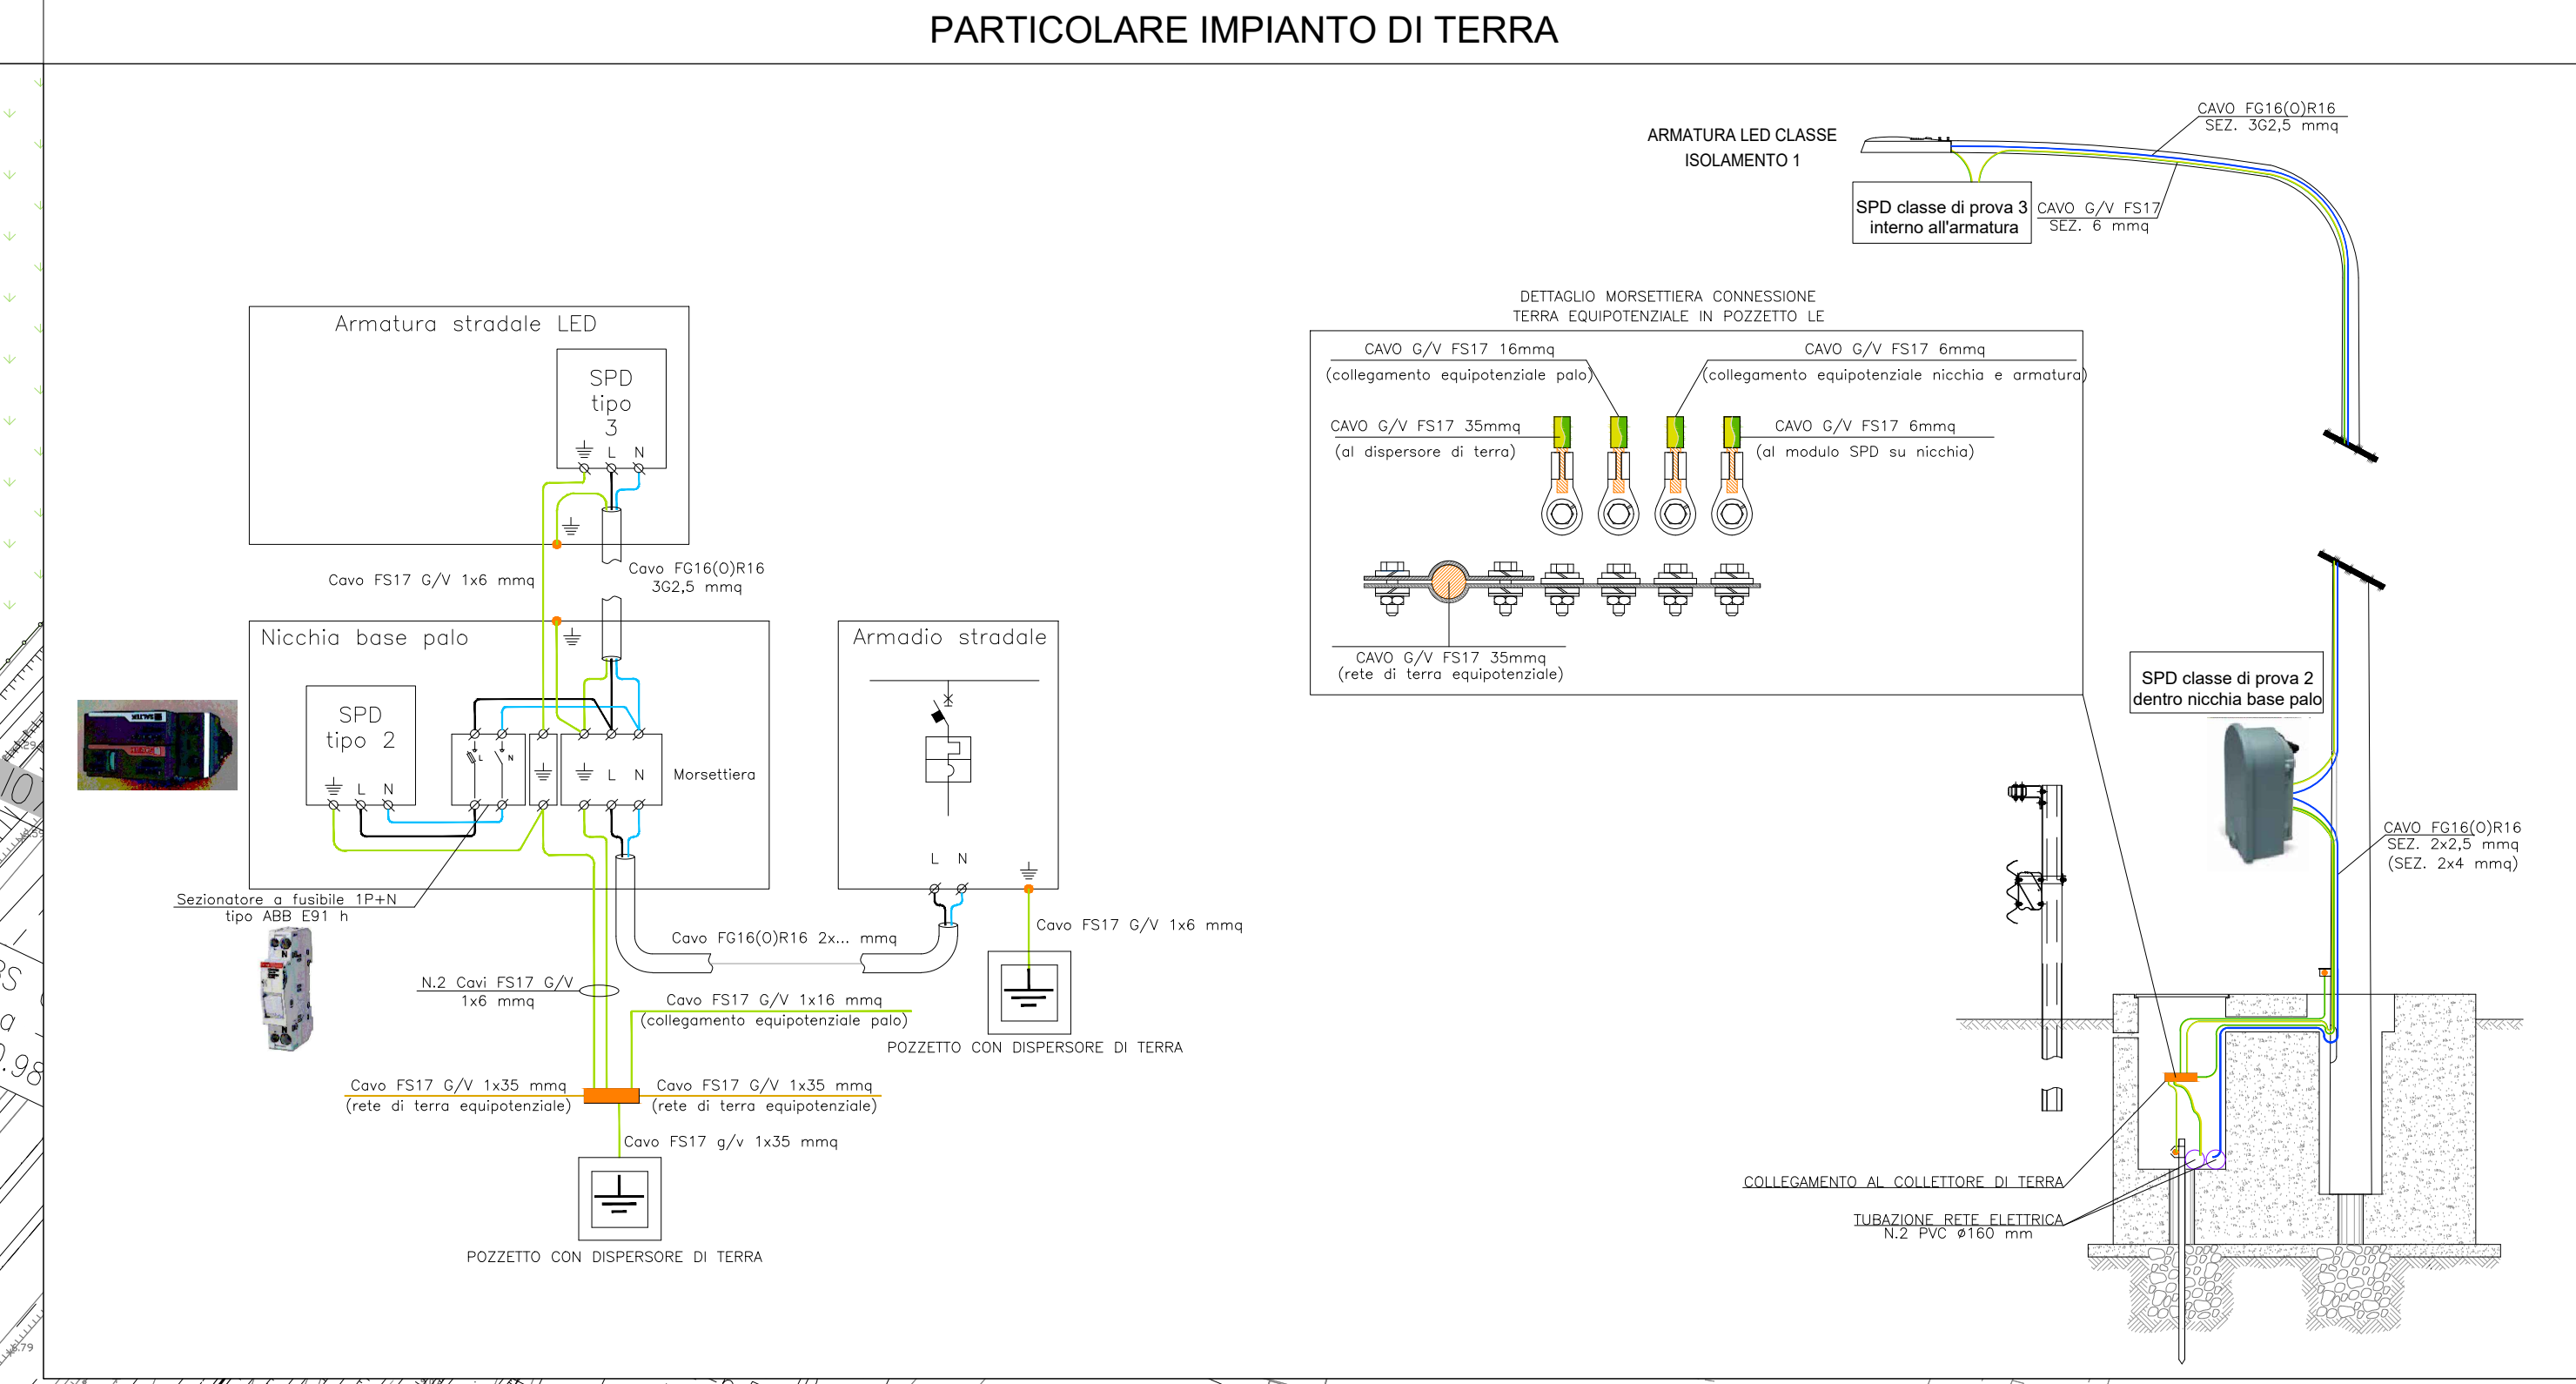 PARTICOLARE IMPIANTO DI TERRA
CAVO FG16(O)R16
SEZ. 3G2,5 mmq
ARMATURA LED CLASSE
ISOLAMENTO 1
SPD classe di prova 3
interno all'armatura
CAVO G/V FS17
SEZ. 6 mmq
DETTAGLIO MORSETTIERA CONNESSIONE
TERRA EQUIPOTENZIALE IN POZZETTO LE
CAVO G/V FS17 16mmq
(collegamento equipotenziale palo)
CAVO G/V FS17 6mmq
(collegamento equipotenziale nicchia e armatura)
CAVO G/V FS17 35mmq
(al dispersore di terra)
CAVO G/V FS17 6mmq
(al modulo SPD su nicchia)
CAVO G/V FS17 35mmq
(rete di terra equipotenziale)
Armatura stradale LED
SPD
tipo
3
L N
Cavo FS17 G/V 1x6 mmq
Cavo FG16(O)R16
3G2,5 mmq
Nicchia base palo
SPD
tipo 2
L N
L N
L N
Morsettiera
SALTEK
Sezionatore a fusibile 1P+N
tipo ABB E91 h
Armadio stradale
L N
Cavo FS17 G/V 1x6 mmq
Cavo FG16(O)R16 2x... mmq
N.2 Cavi FS17 G/V
1x6 mmq
Cavo FS17 G/V 1x16 mmq
(collegamento equipotenziale palo)
POZZETTO CON DISPERSORE DI TERRA
Cavo FS17 G/V 1x35 mmq
(rete di terra equipotenziale)
Cavo FS17 G/V 1x35 mmq
(rete di terra equipotenziale)
Cavo FS17 g/v 1x35 mmq
POZZETTO CON DISPERSORE DI TERRA
SPD classe di prova 2
dentro nicchia base palo
CAVO FG16(O)R16
SEZ. 2x2,5 mmq
(SEZ. 2x4 mmq)
COLLEGAMENTO AL COLLETTORE DI TERRA
TUBAZIONE RETE ELETTRICA
N.2 PVC ø160 mm